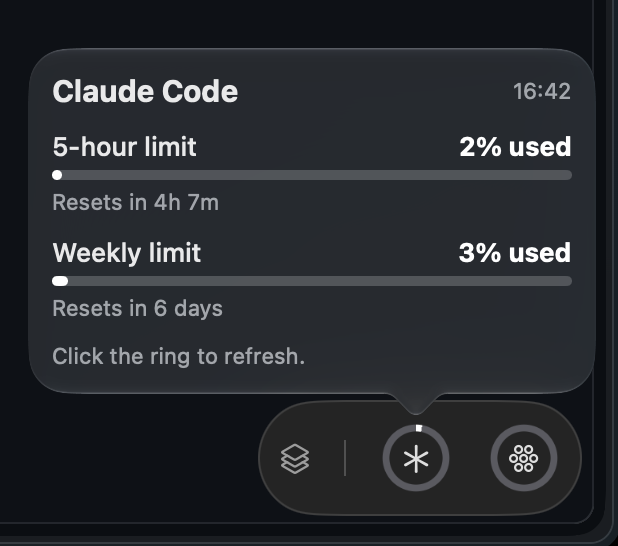 Claude Code 16:42
5-hour limit 2% used
Resets in 4h 7m
Weekly limit 3% used
Resets in 6 days
Click the ring to refresh.